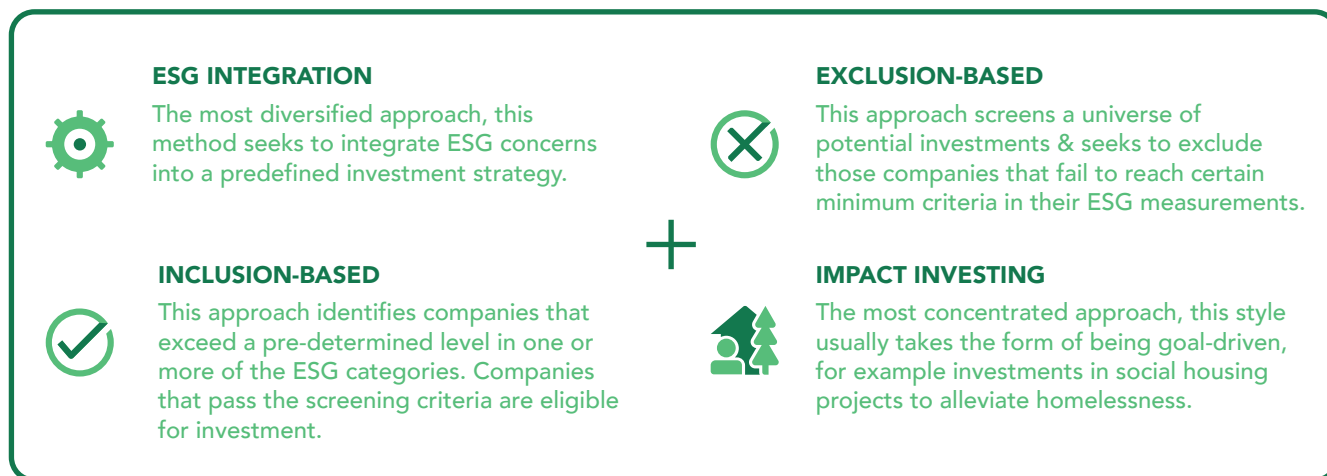 ESG INTEGRATION
The most diversified approach, this
method seeks to integrate ESG concerns
into a predefined investment strategy.
EXCLUSION-BASED
This approach screens a universe of
potential investments & seeks to exclude
those companies that fail to reach certain
minimum criteria in their ESG measurements.
INCLUSION-BASED
This approach identifies companies that
exceed a pre-determined level in one or
more of the ESG categories. Companies
that pass the screening criteria are eligible
for investment.
IMPACT INVESTING
The most concentrated approach, this style
usually takes the form of being goal-driven,
for example investments in social housing
projects to alleviate homelessness.